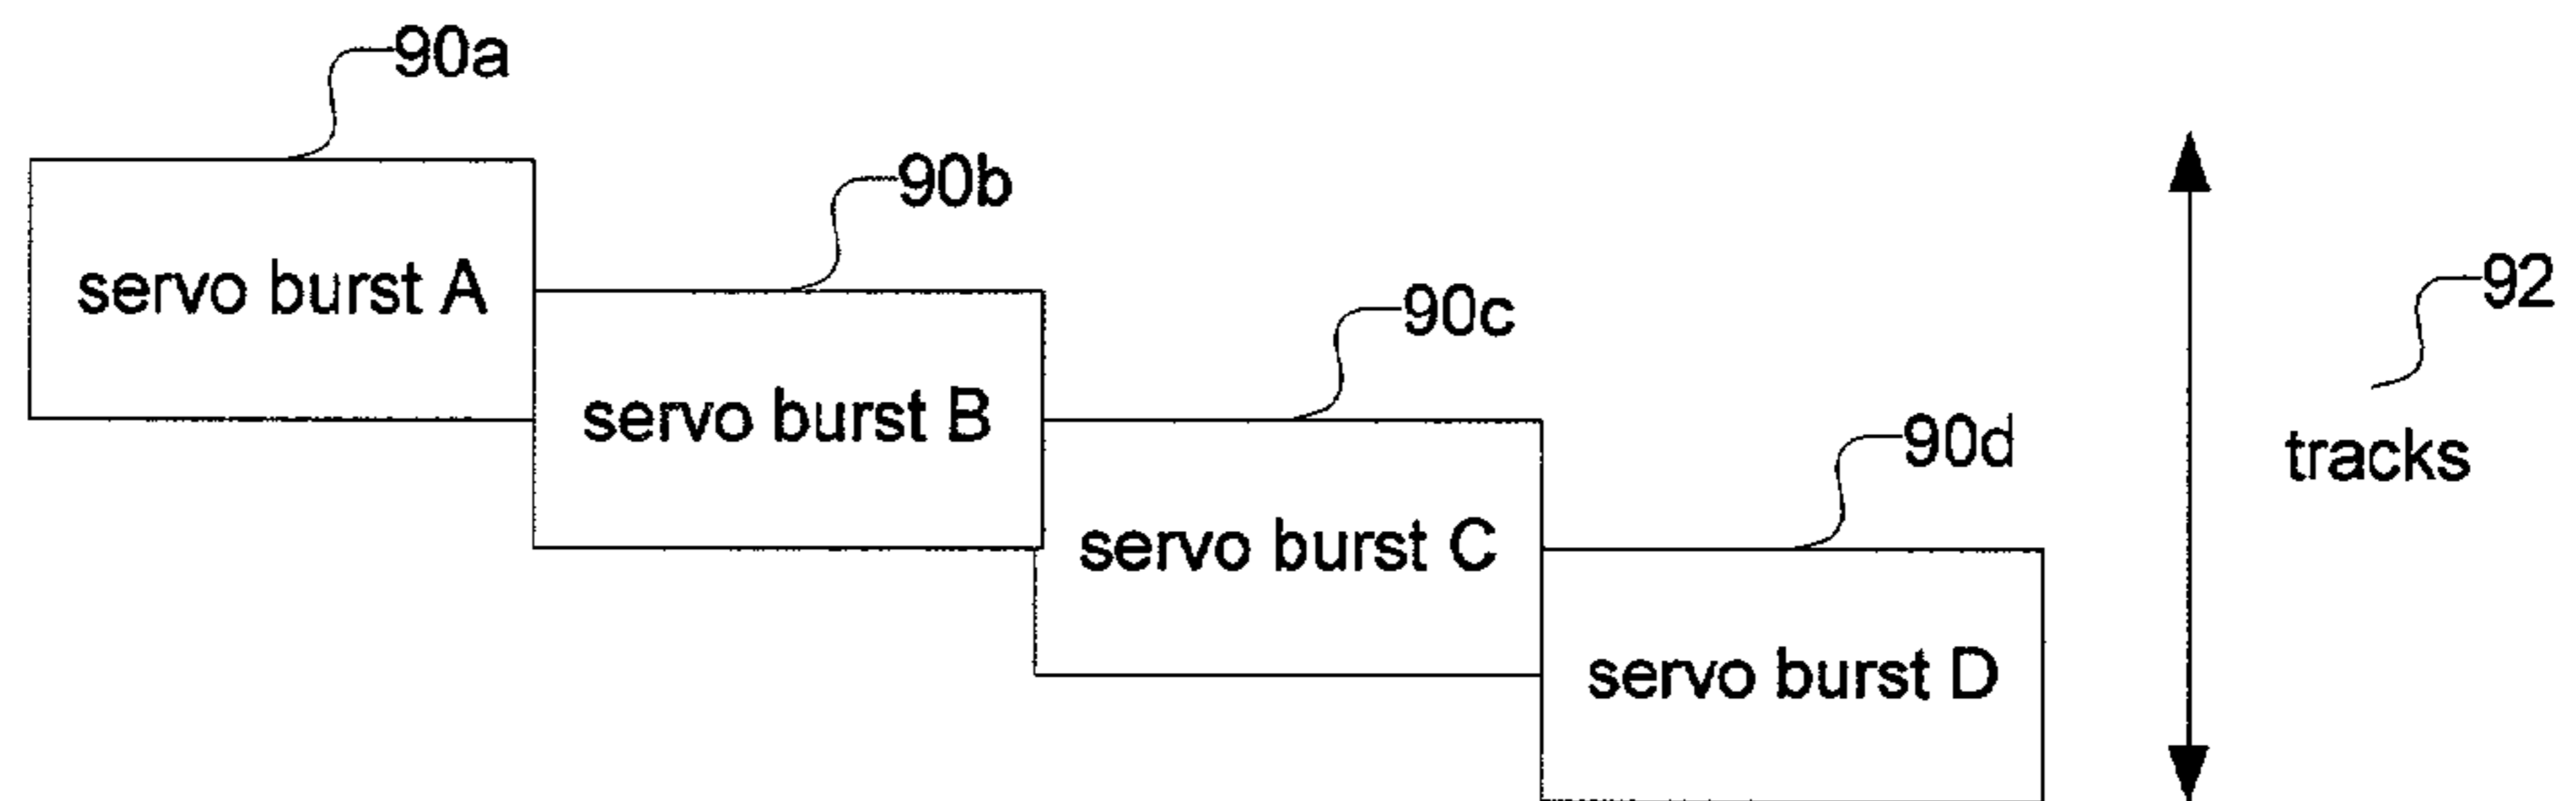 90a
90b
servo burst A
90c
92
servo burst B
90d
tracks
servo burst C
servo burst D